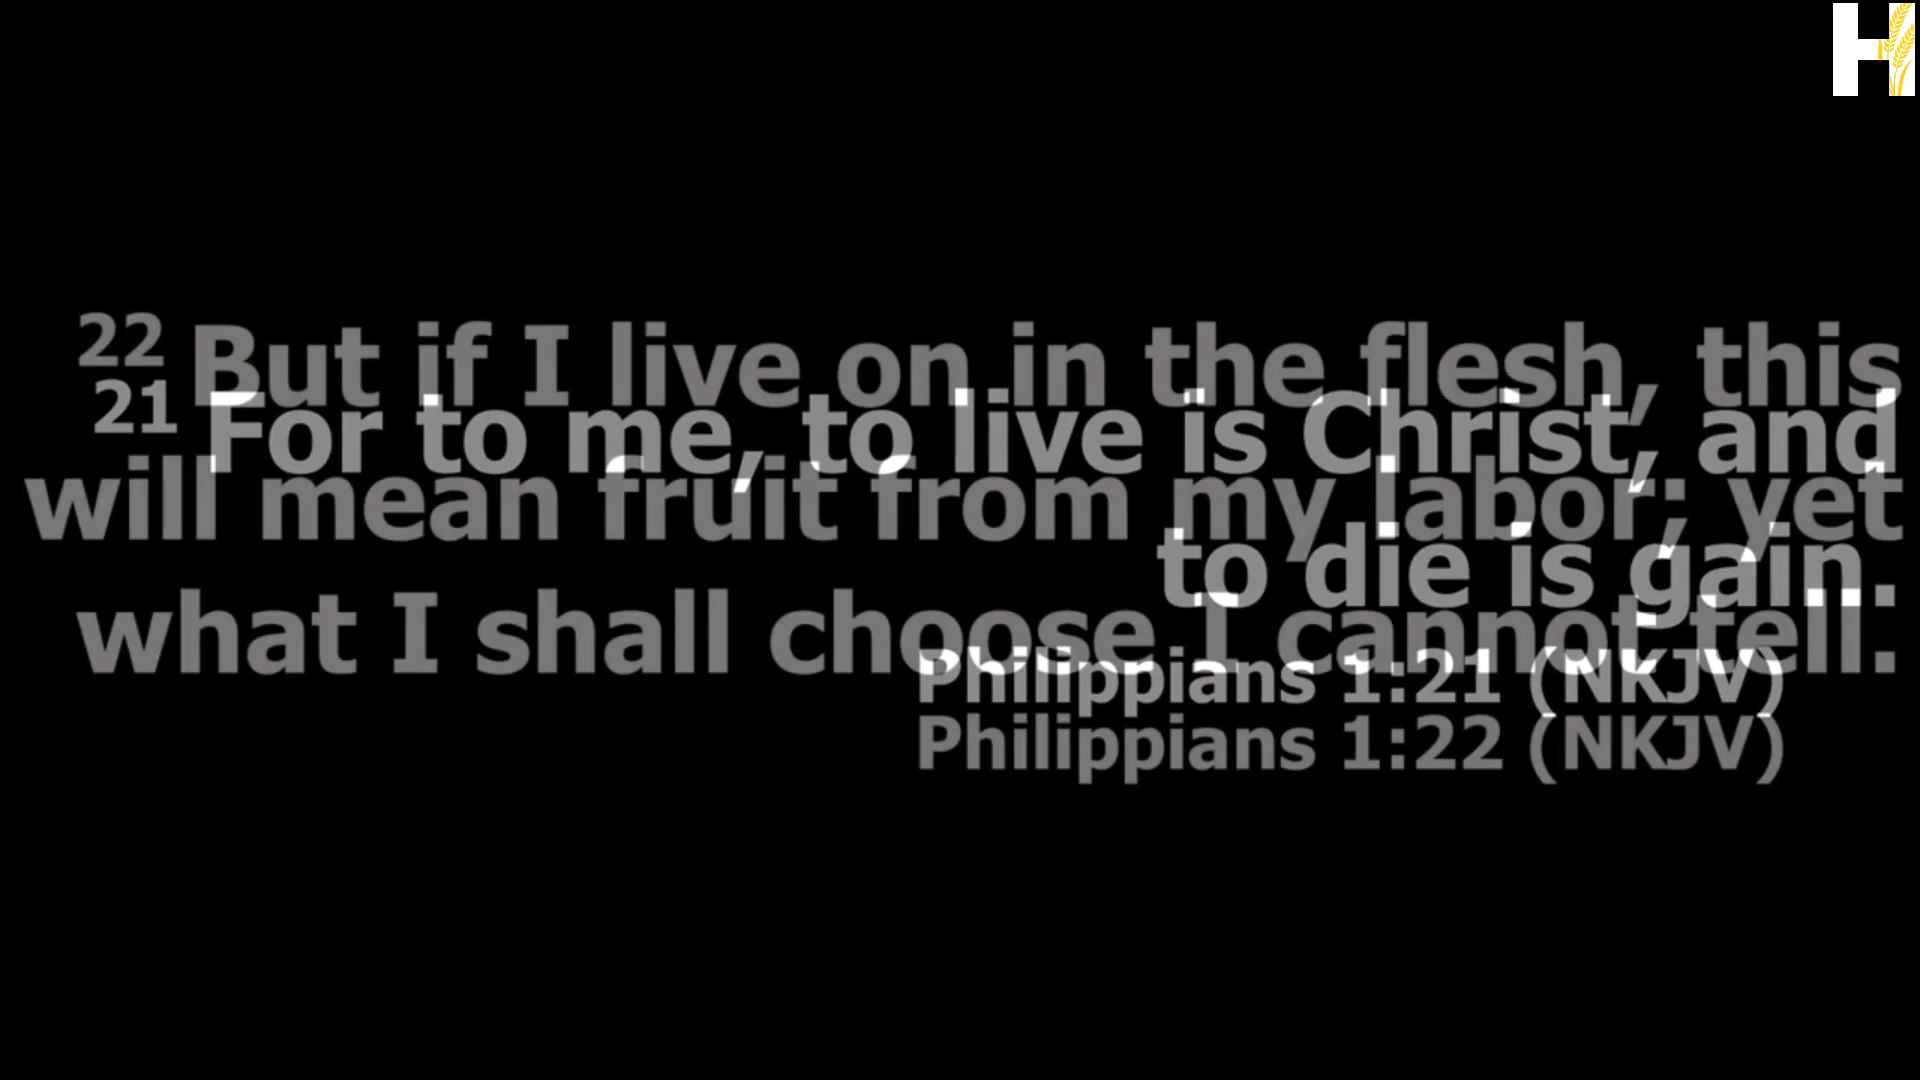 H
22 But if I live on in the flesh, this
will mean fruit from my labor; yet
what I shall choose I cannot tell.
Philippians 1:22 (NKJV)
21 For to me, to live is Christ, and
to die is gain.
Philippians 1:21 (NKJV)